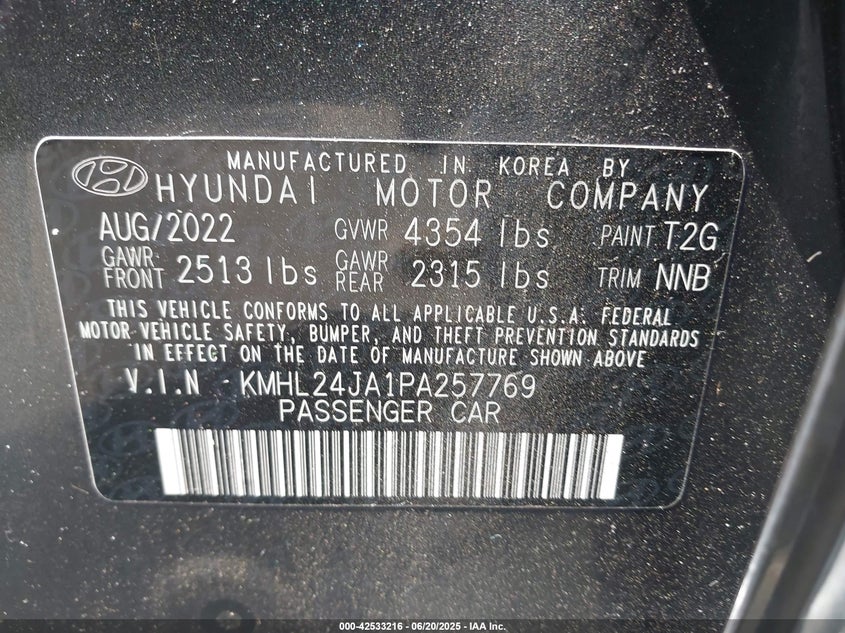 MANUFACTURED IN KOREA BY
HYUNDAI MOTOR COMPANY
AUG/2022 GVWR 4354 lbs PAINT T2G
GAWR FRONT 2513 lbs GAWR REAR 2315 lbs TRIM NNB
THIS VEHICLE CONFORMS TO ALL APPLICABLE U.S.A. FEDERAL
MOTOR VEHICLE SAFETY, BUMPER, AND THEFT PREVENTION STANDARDS
IN EFFECT ON THE DATE OF MANUFACTURE SHOWN ABOVE
V.I.N KMHL24JA1PA257769
PASSENGER CAR
000-42533216 - 06/20/2025 - IAA Inc.